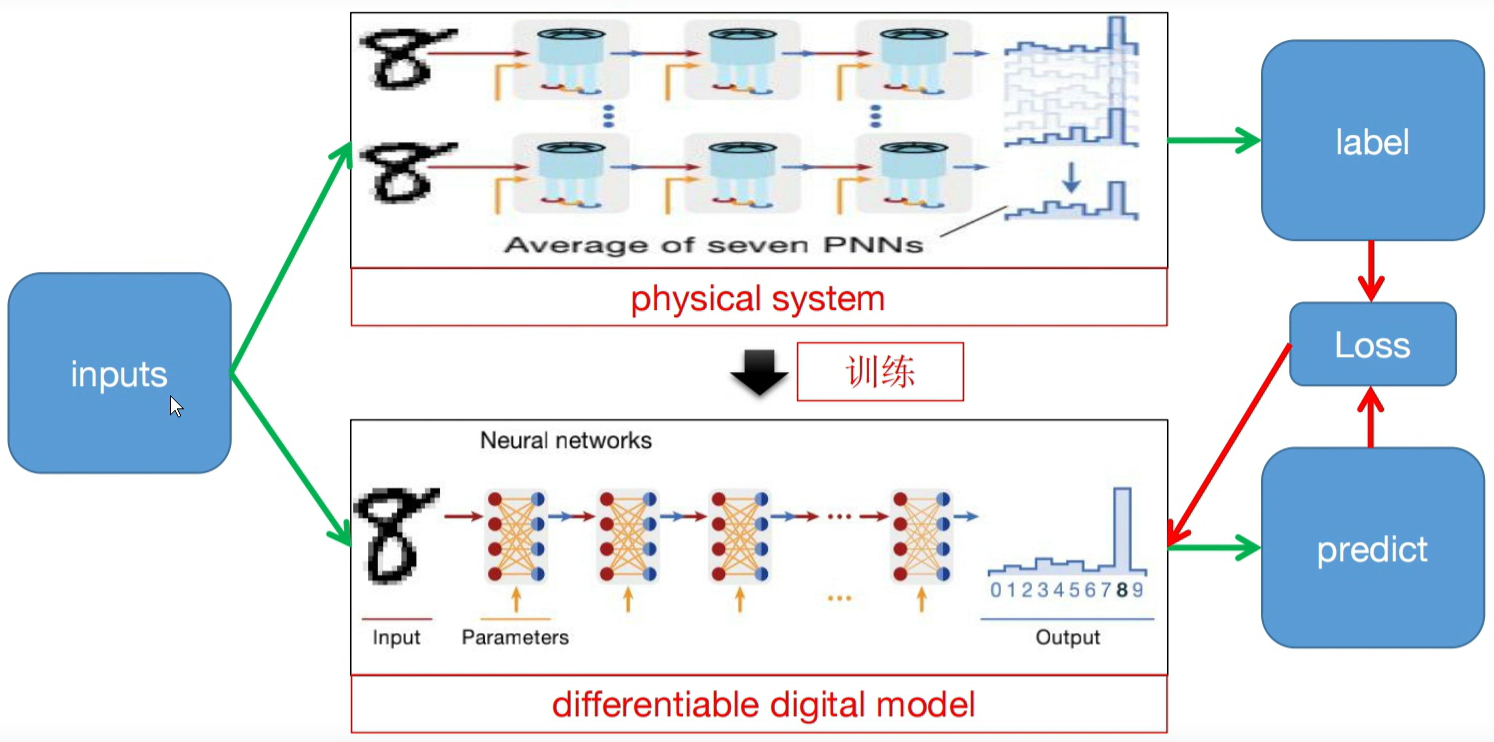 inputs
Average of seven PNNs
physical system
训练
Neural networks
Input
Parameters
...
...
0 1 2 3 4 5 6 7 8 9
Output
differentiable digital model
label
Loss
predict